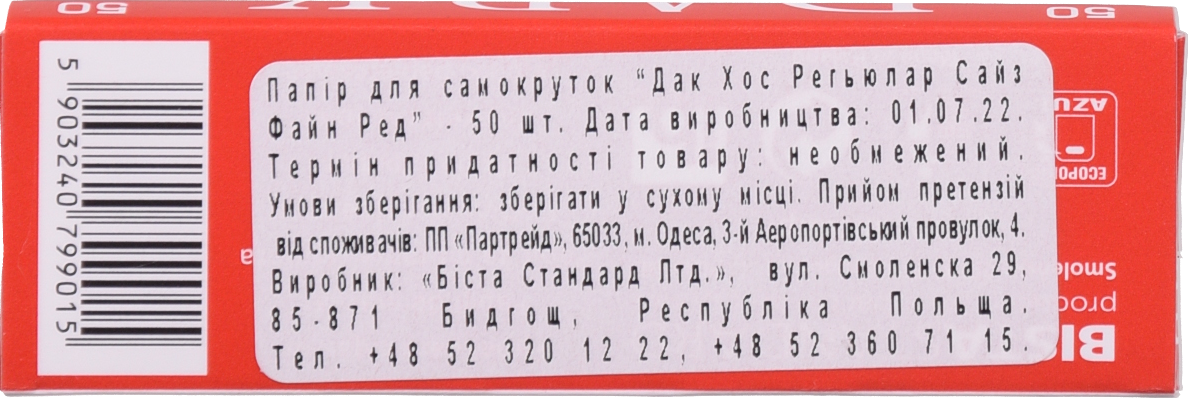 50
50
Папір для самокруток “Дак Хос Регьюлар Сайз
Файн Ред” - 50 шт. Дата виробництва: 01.07.22.
Термін придатності товару: необмежений.
Умови зберігання: зберігати у сухому місці. Прийом претензій
від споживачів: ПП «Партрейд», 65033, м. Одеса, 3-й Аеропортівський провулок, 4.
Виробник: «Біста Стандард Лтд.», вул. Смоленска 29,
85-871 Бидгощ, Республіка Польща.
Тел. +48 52 320 12 22, +48 52 360 71 15.
5 903240 799015